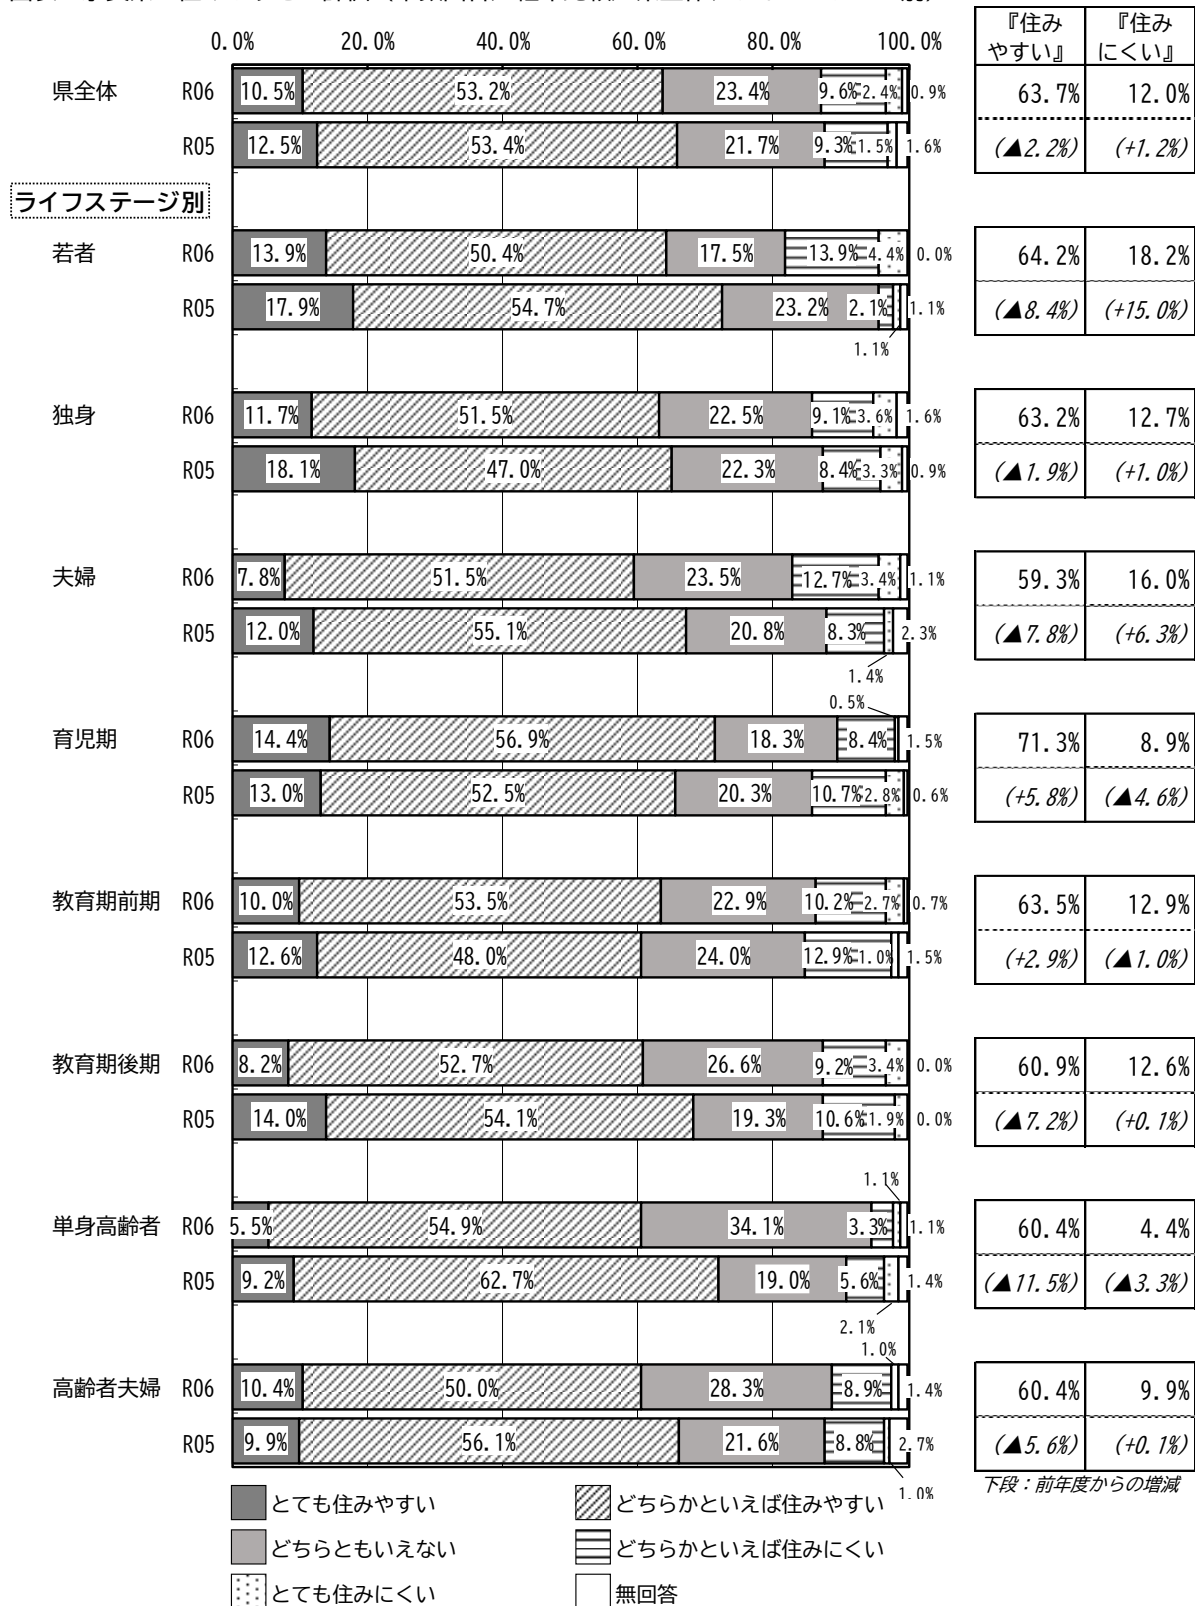 『住み 『住み
やすい』 にくい』
0.0% 20.0% 40.0% 60.0% 80.0% 100.0%
県全体 R06 10.5% 53.2% 23.4% 9.6% 2.4% 0.9% 63.7% 12.0%
R05 12.5% 53.4% 21.7% 9.3% 1.5% 1.6% (▲2.2%) (+1.2%)
ライフステージ別
若者 R06 13.9% 50.4% 17.5% 13.9% 4.4% 0.0% 64.2% 18.2%
R05 17.9% 54.7% 23.2% 2.1% 1.1% (▲8.4%) (+15.0%)
1.1%
独身 R06 11.7% 51.5% 22.5% 9.1% 3.6% 1.6% 63.2% 12.7%
R05 18.1% 47.0% 22.3% 8.4% 3.3% 0.9% (▲1.9%) (+1.0%)
夫婦 R06 7.8% 51.5% 23.5% 12.7% 3.4% 1.1% 59.3% 16.0%
R05 12.0% 55.1% 20.8% 8.3% 2.3% (▲7.8%) (+6.3%)
1.4%
0.5%
育児期 R06 14.4% 56.9% 18.3% 8.4% 1.5% 71.3% 8.9%
R05 13.0% 52.5% 20.3% 10.7% 2.8% 0.6% (+5.8%) (▲4.6%)
教育期前期 R06 10.0% 53.5% 22.9% 10.2% 2.7% 0.7% 63.5% 12.9%
R05 12.6% 48.0% 24.0% 12.9% 1.0% 1.5% (+2.9%) (▲1.0%)
教育期後期 R06 8.2% 52.7% 26.6% 9.2% 3.4% 0.0% 60.9% 12.6%
R05 14.0% 54.1% 19.3% 10.6% 1.9% 0.0% (▲7.2%) (+0.1%)
1.1%
単身高齢者 R06 5.5% 54.9% 34.1% 3.3% 1.1% 60.4% 4.4%
R05 9.2% 62.7% 19.0% 5.6% 1.4% (▲11.5%) (▲3.3%)
2.1%
1.0%
高齢者夫婦 R06 10.4% 50.0% 28.3% 8.9% 1.4% 60.4% 9.9%
R05 9.9% 56.1% 21.6% 8.8% 2.7% (▲5.6%) (+0.1%)
1.0%
下段：前年度からの増減
とても住みやすい どちらかといえば住みやすい
どちらともいえない どちらかといえば住みにくい
とても住みにくい 無回答